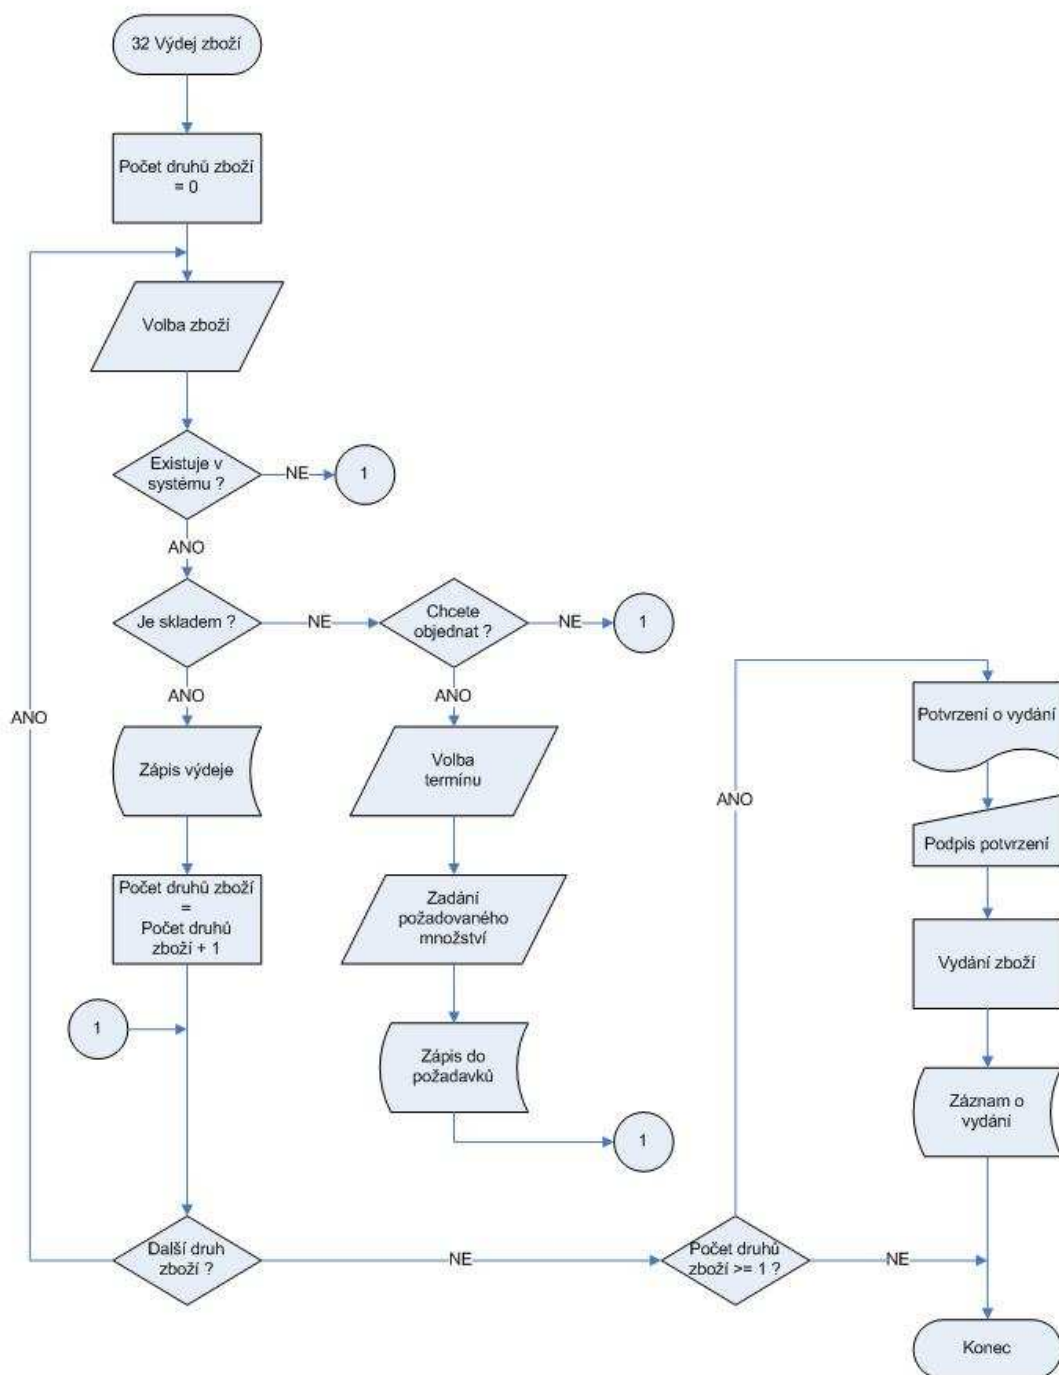 32 Výdej zboží
Počet druhů zboží
= 0
Volba zboží
Existuje v
systému ?
NE
1
ANO
Je skladem ?
NE
Chcete
objednat ?
NE
1
ANO
ANO
Zápis výdeje
Volba
termínu
Počet druhů zboží
=
Počet druhů
zboží + 1
Zadání
požadovaného
množství
1
Zápis do
požadavků
1
ANO
Další druh
zboží ?
NE
Počet druhů
zboží >= 1 ?
NE
ANO
Potvrzení o vydání
Podpis potvrzení
Vydání zboží
Záznam o
vydání
Konec